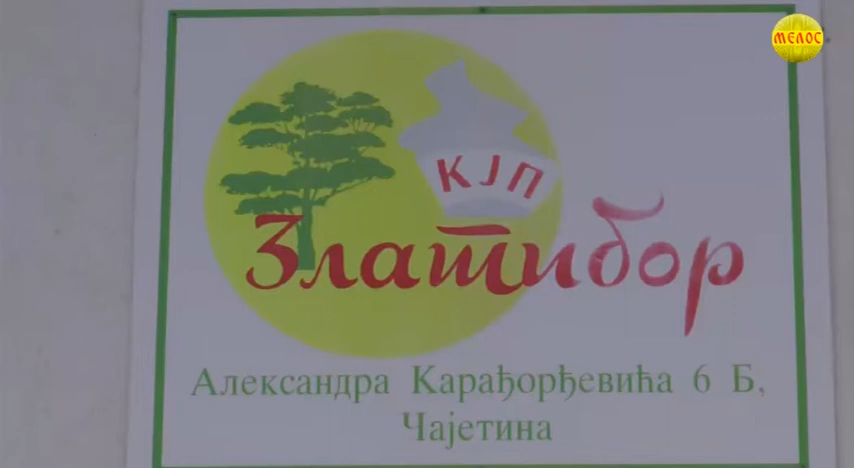 МЕЛОС
КЈП
Златибор
Александра Карађорђевића 6 Б,
Чајетина